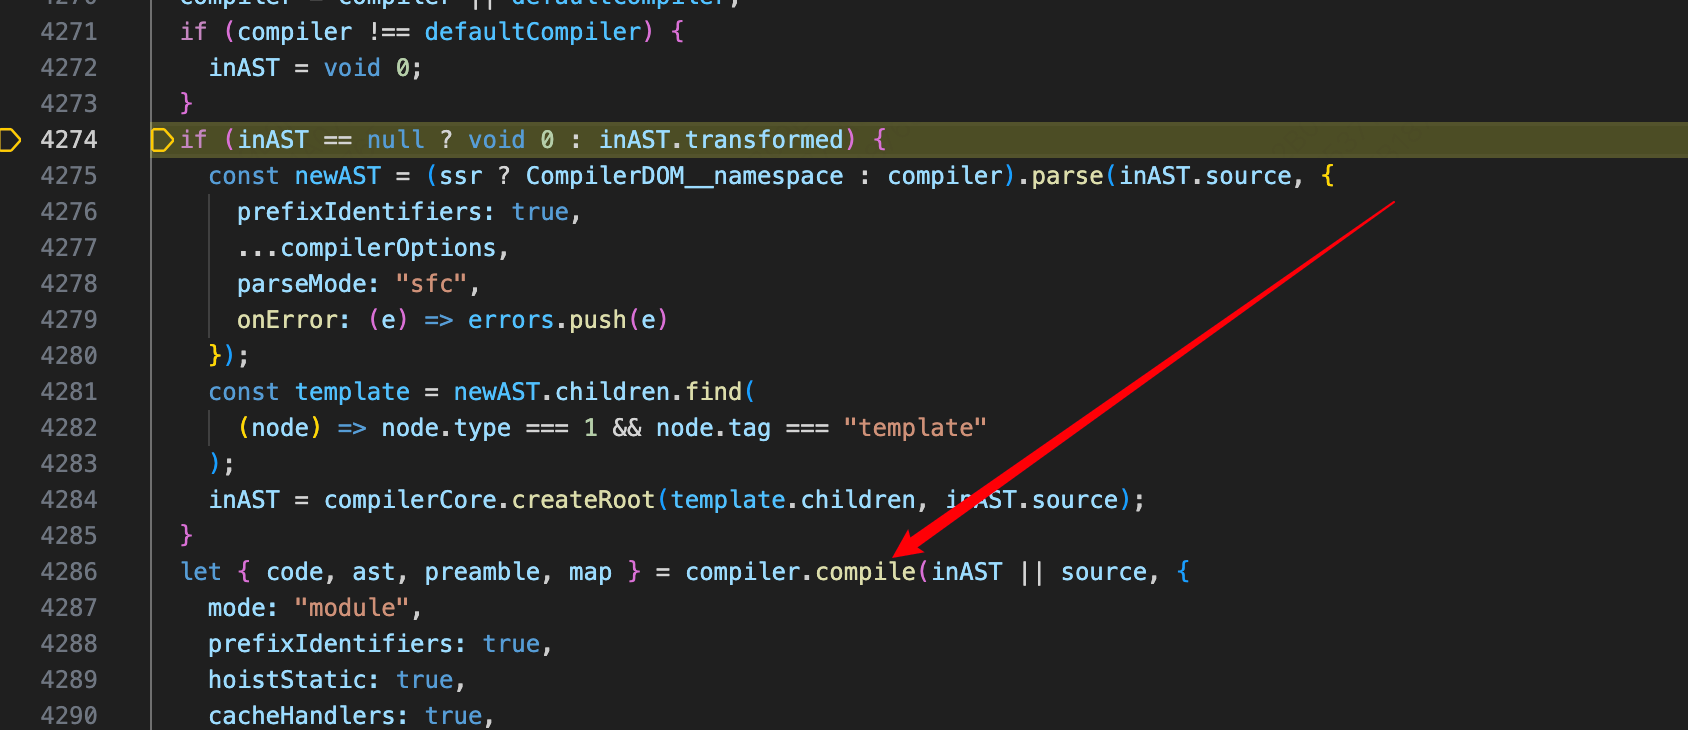 4270 compiler = compiler || defaultCompiler;
4271 if (compiler !== defaultCompiler) {
4272 inAST = void 0;
4273 }
4274 if (inAST == null ? void 0 : inAST.transformed) {
4275 const newAST = (ssr ? CompilerDOM__namespace : compiler).parse(inAST.source, {
4276 prefixIdentifiers: true,
4277 ...compilerOptions,
4278 parseMode: "sfc",
4279 onError: (e) => errors.push(e)
4280 });
4281 const template = newAST.children.find(
4282 (node) => node.type === 1 && node.tag === "template"
4283 );
4284 inAST = compilerCore.createRoot(template.children, inAST.source);
4285 }
4286 let { code, ast, preamble, map } = compiler.compile(inAST || source, {
4287 mode: "module",
4288 prefixIdentifiers: true,
4289 hoistStatic: true,
4290 cacheHandlers: true,